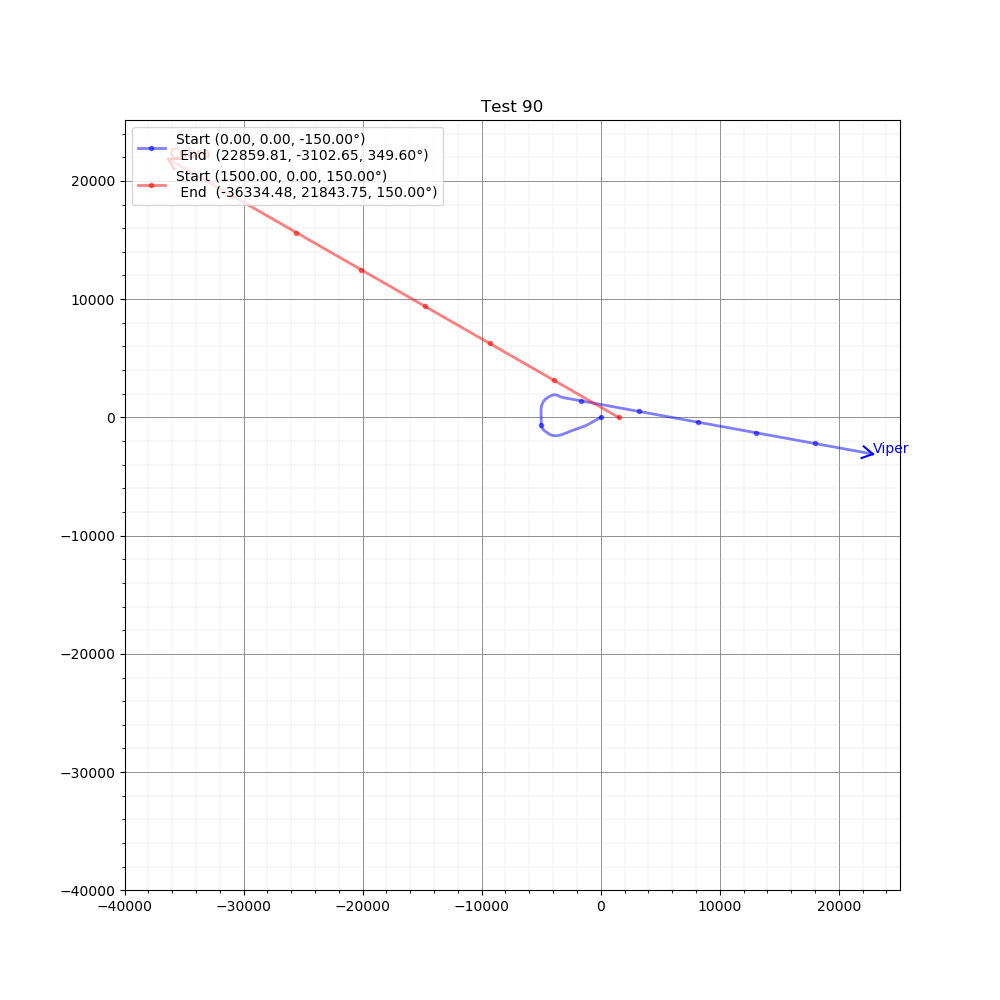 Test 90
Start (0.00, 0.00, -150.00°)
End (22859.81, -3102.65, 349.60°)
Start (1500.00, 0.00, 150.00°)
End (-36334.48, 21843.75, 150.00°)
Viper
20000
10000
0
−10000
−20000
−30000
−40000
−40000 −30000 −20000 −10000 0 10000 20000